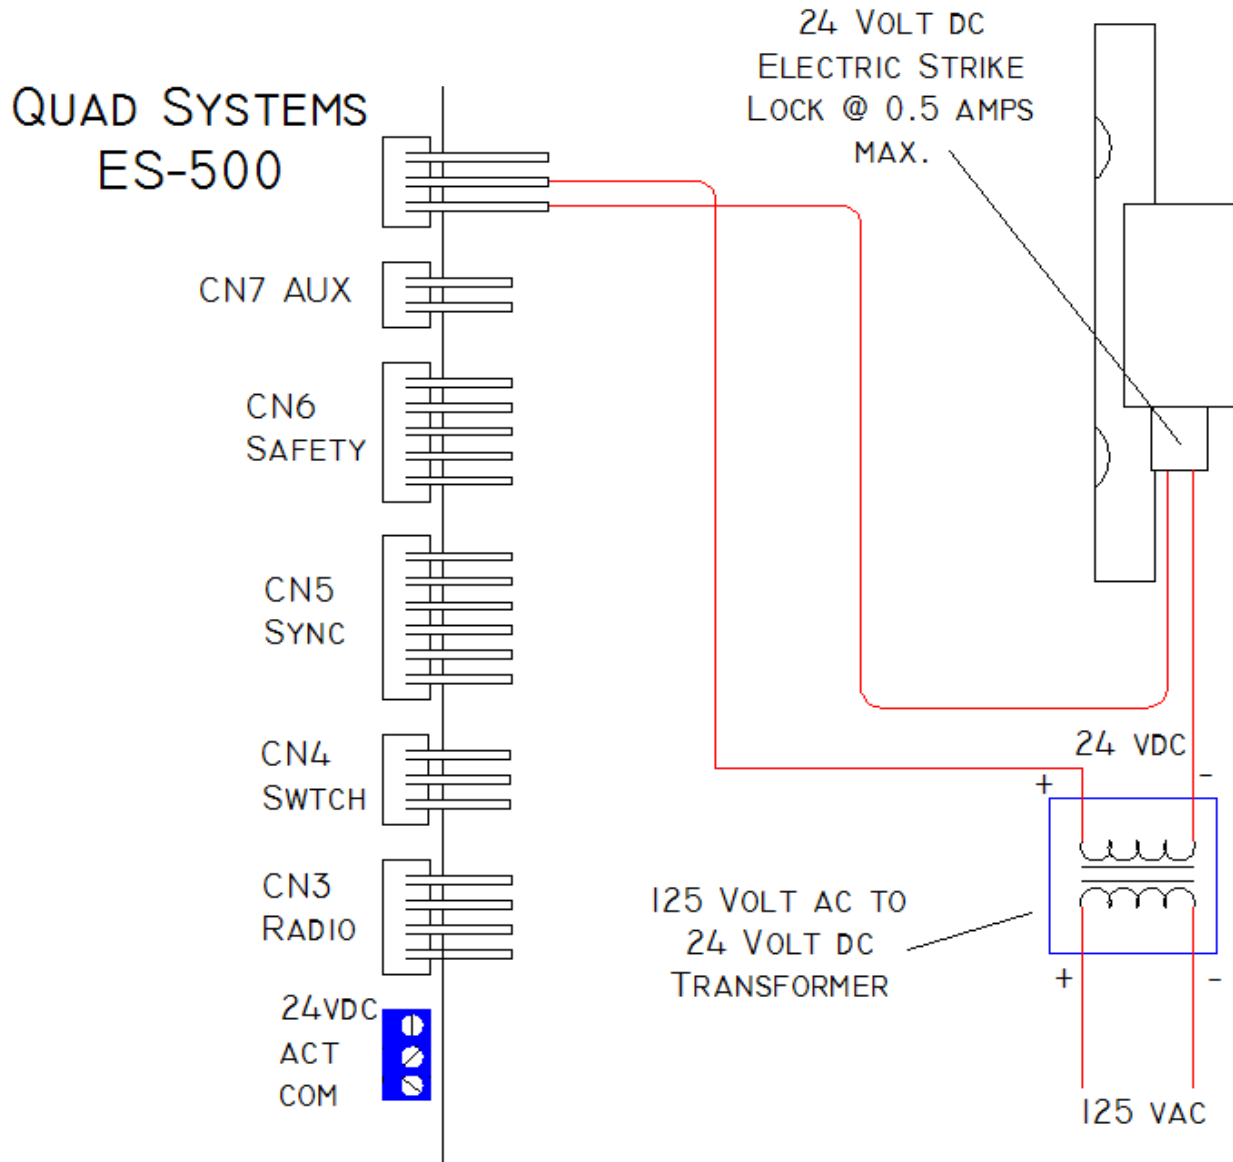 24 VOLT DC
ELECTRIC STRIKE
LOCK @ 0.5 AMPS
MAX.
QUAD SYSTEMS
ES-500
CN7 AUX
CN6
SAFETY
CN5
SYNC
CN4
SWTCH
CN3
RADIO
24VDC
ACT
COM
24 VDC
+ -
125 VOLT AC TO
24 VOLT DC
TRANSFORMER
+ -
125 VAC